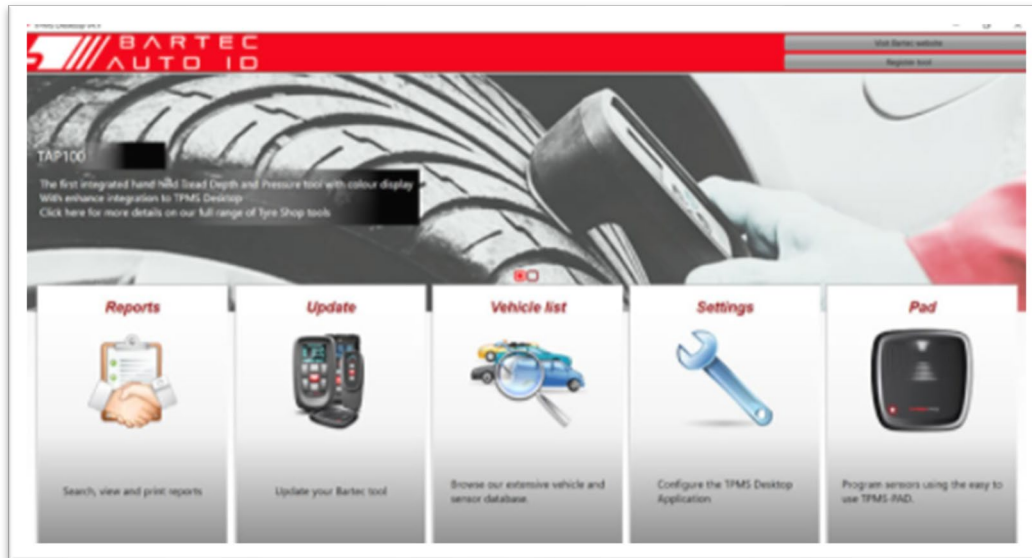 BARTEC
AUTO ID
Visit Bartec website
Register tool
TAP100
The first integrated hand held Tread Depth and Pressure tool with colour display
With enhance integration to TPMS Desktop
Click here for more details on our full range of Tyre Shop tools
Reports
Update
Vehicle list
Settings
Pad
Search, view and print reports
Update your Bartec tool
Browse our extensive vehicle and
sensor database.
Configure the TPMS Desktop
Application
Program sensors using the easy to
use TPMS-PAD.